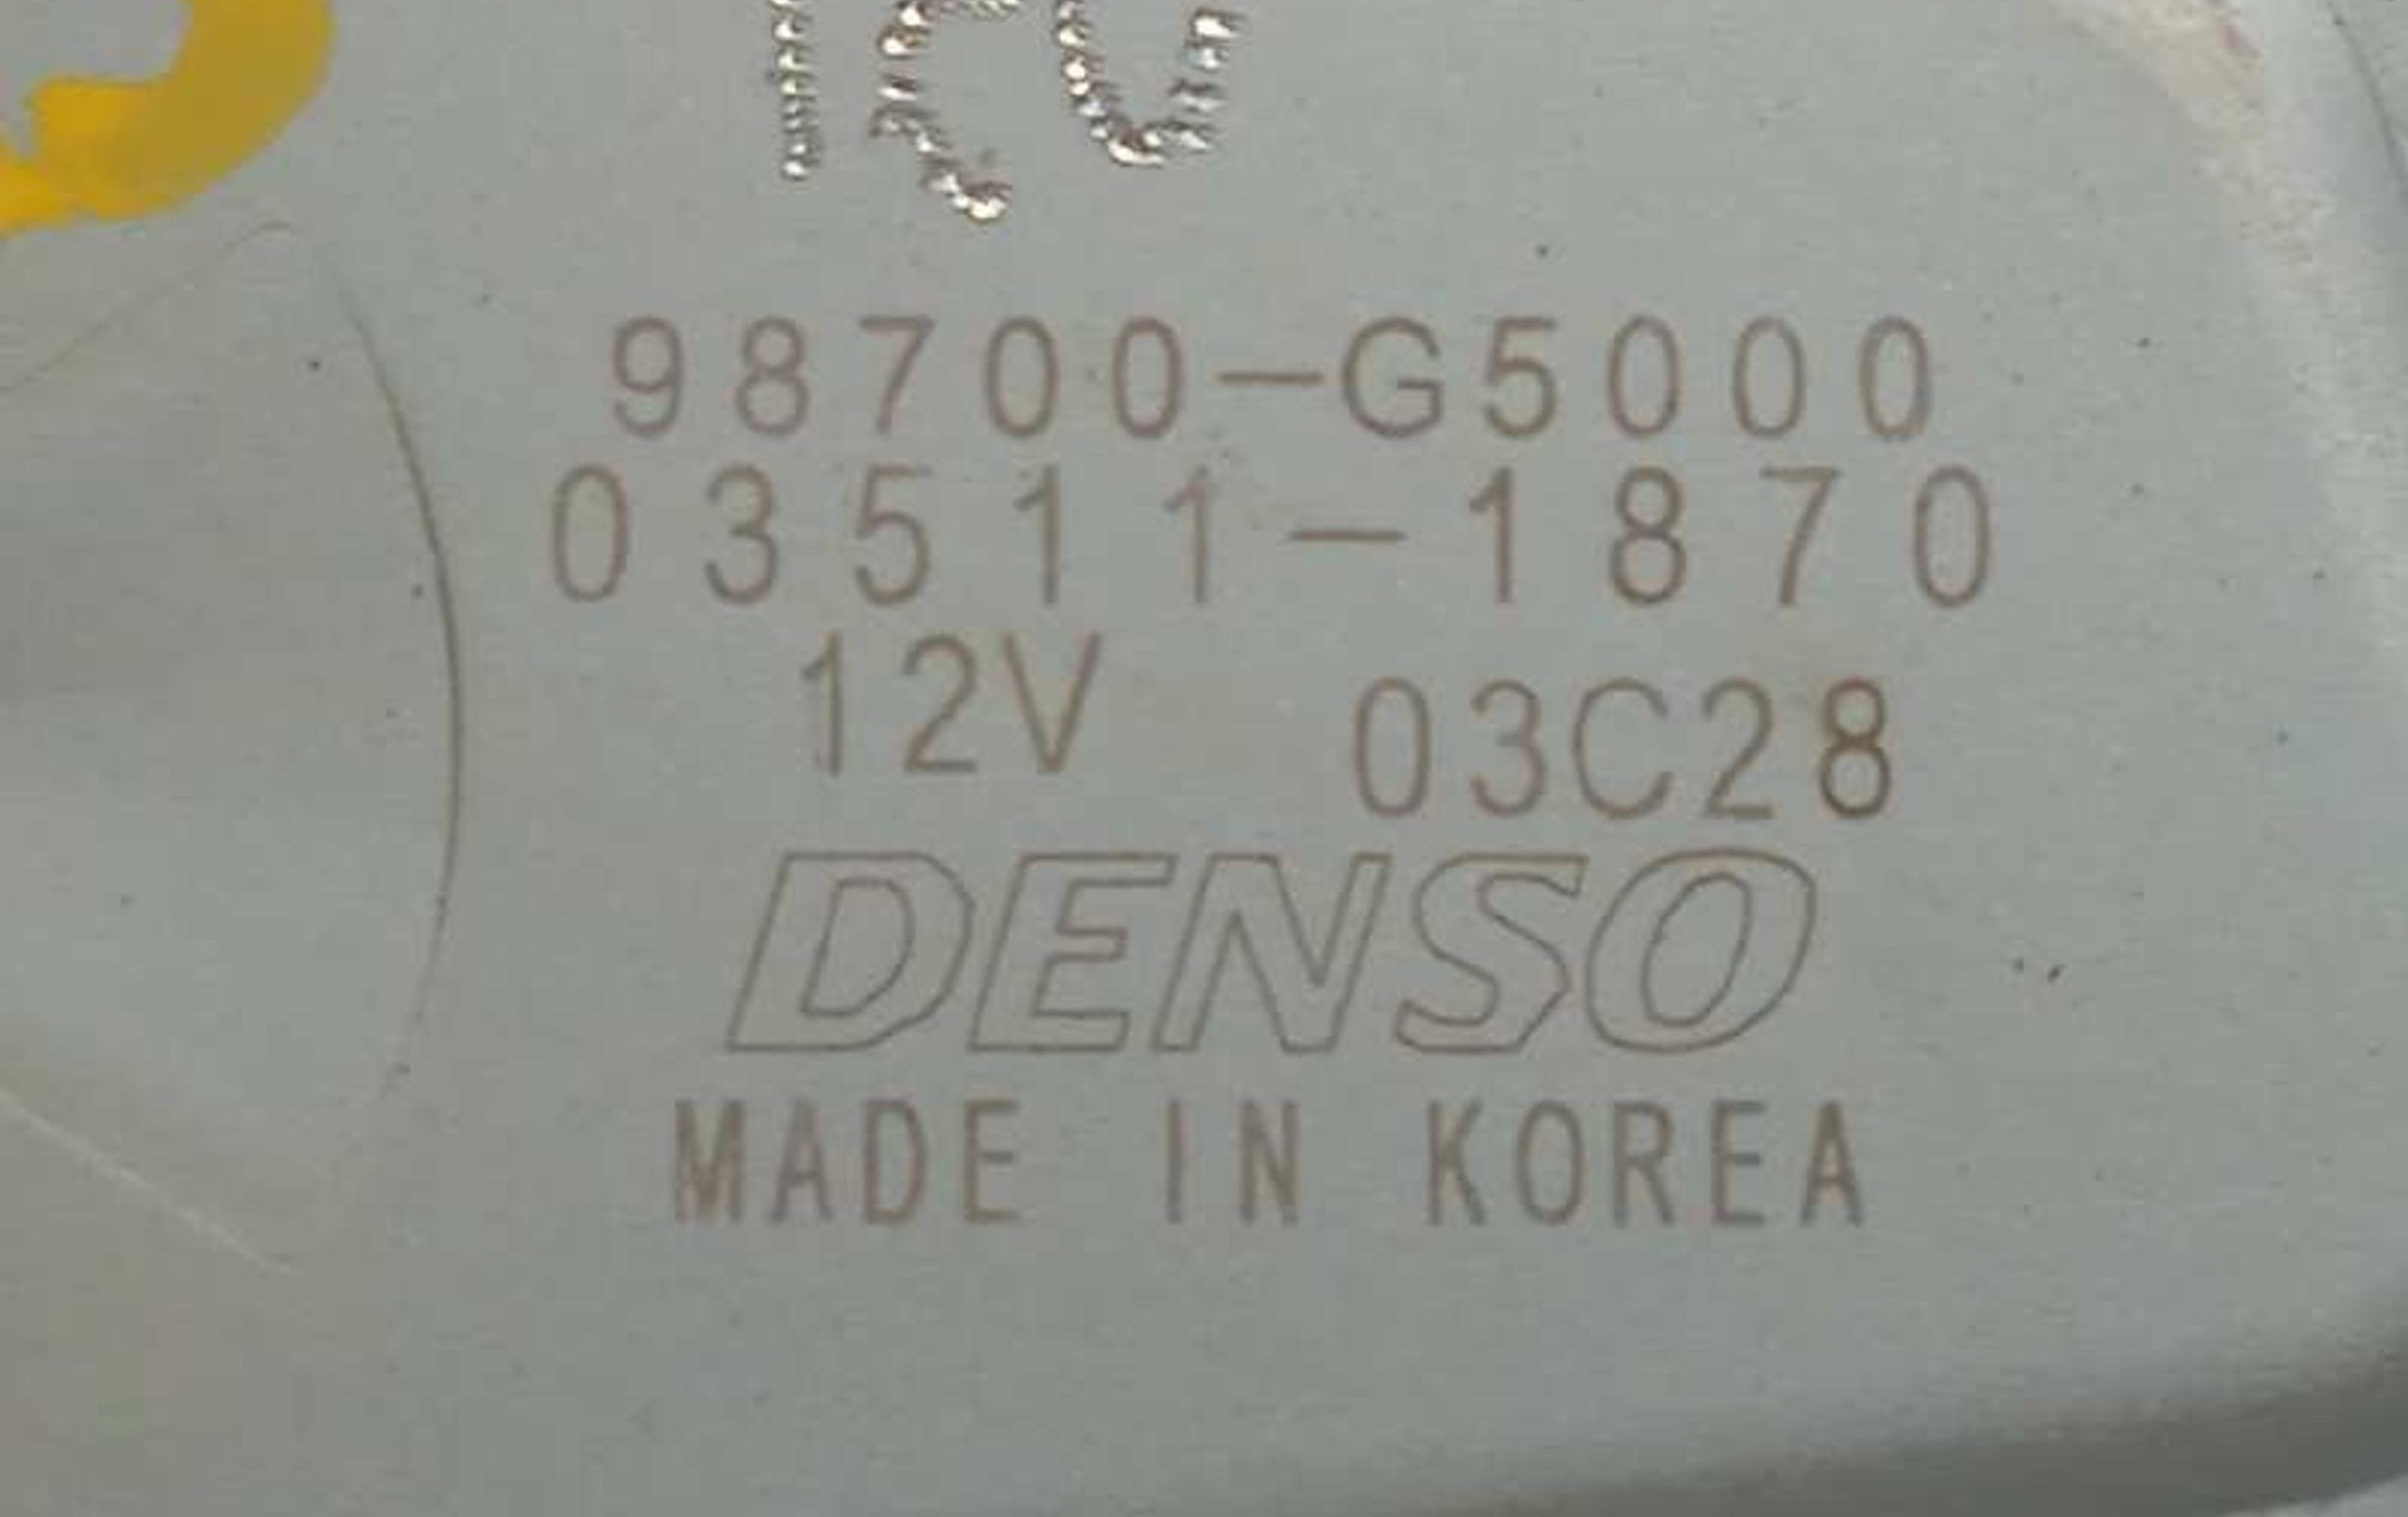 98700-G5000
03511-1870
12V 03C28
DENSO
MADE IN KOREA